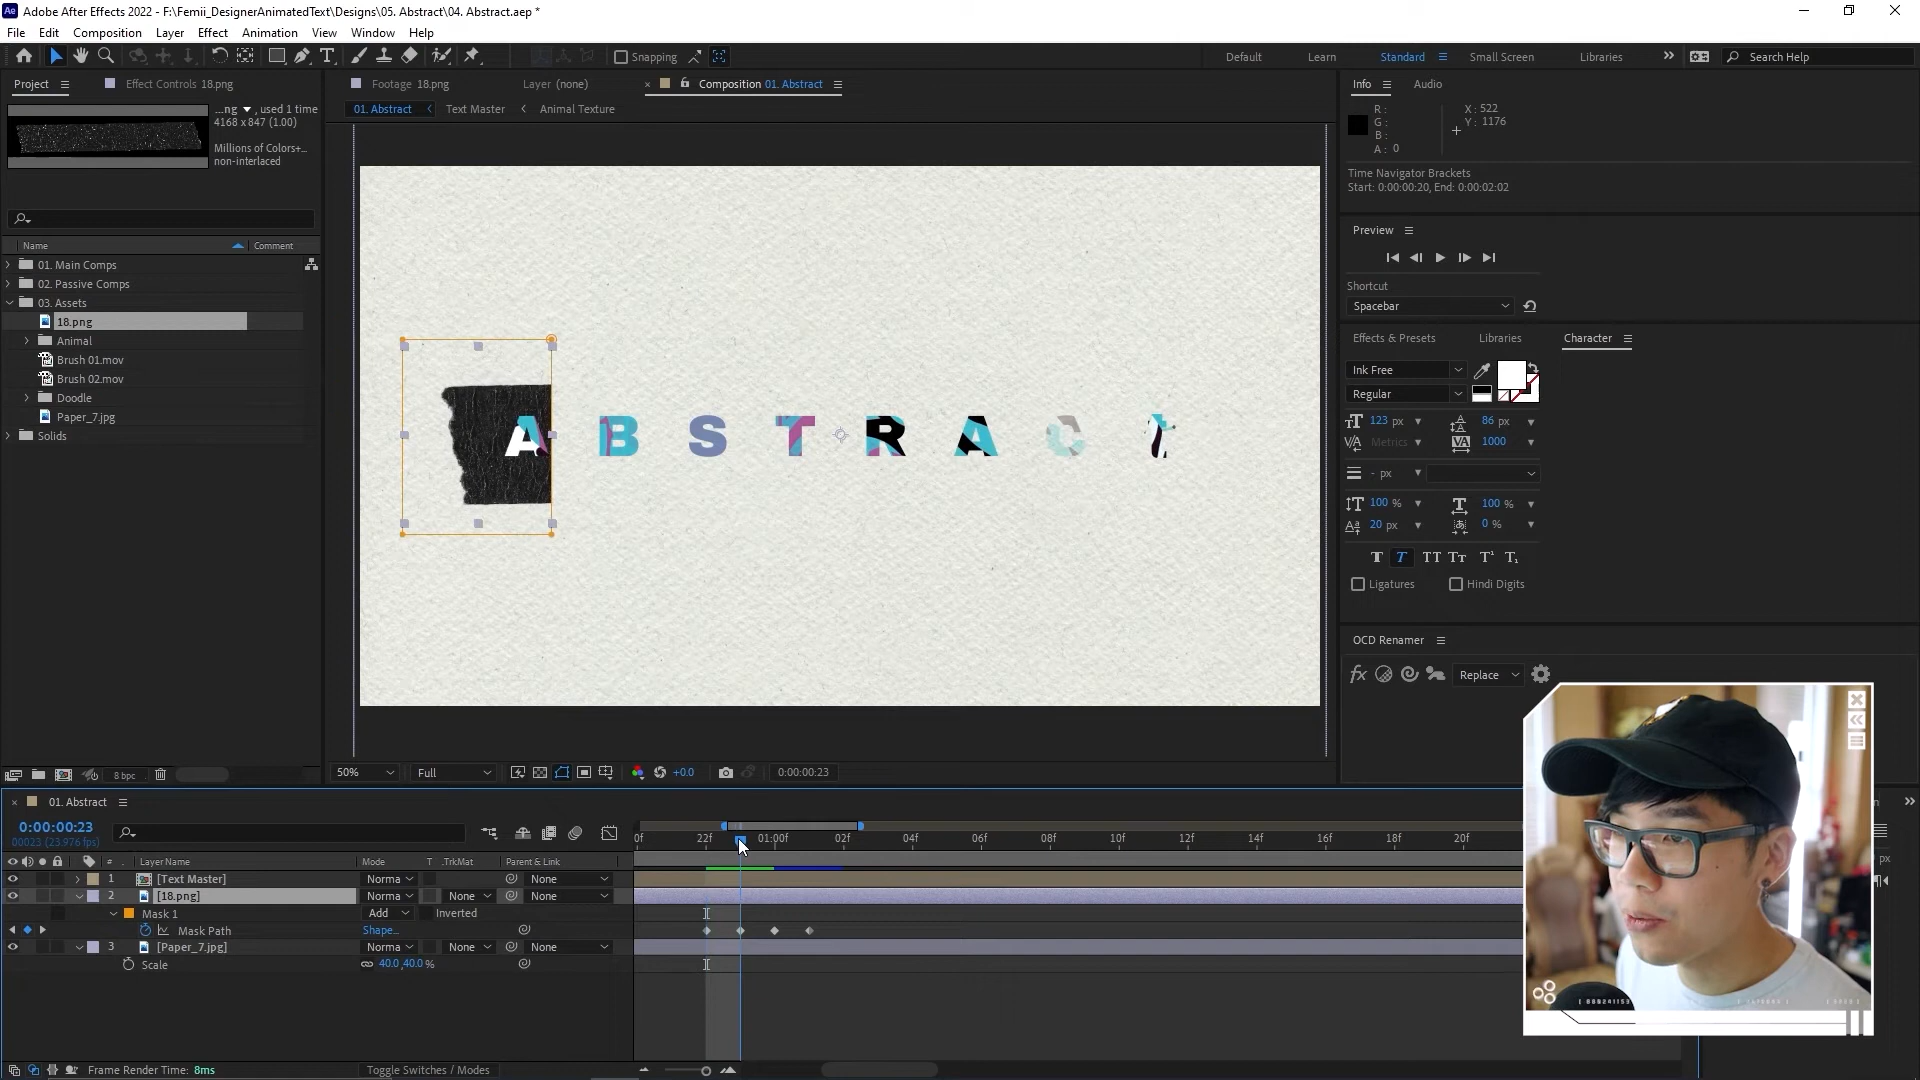 Adobe After Effects 2022 - F:\Femii_DesignerAnimatedText\Designs\05. Abstract\04. Abstract.aep *
File Edit Composition Layer Effect Animation View Window Help
Snapping
Default Learn Standard Small Screen Libraries
Search Help
Project
Effect Controls 18.png
...ng ▼, used 1 time
4168 x 847 (1.00)
Millions of Colors+...
non-interlaced
Name Comment
01. Main Comps
02. Passive Comps
03. Assets
18.png
Animal
Brush 01.mov
Brush 02.mov
Doodle
Paper_7.jpg
Solids
8 bpc
Footage 18.png
Layer (none)
Composition 01. Abstract
01. Abstract
Text Master
Animal Texture
A B S T R A C
50%
Full
+0.0
0:00:00:23
Info Audio
R :
G :
B :
A : 0
X : 522
Y : 1176
Time Navigator Brackets
Start: 0:00:00:20, End: 0:00:02:02
Preview
Shortcut
Spacebar
Effects & Presets Libraries Character
Ink Free
Regular
123 px
86 px
Metrics
1000
- px
100 %
100 %
20 px
0 %
Ligatures
Hindi Digits
OCD Renamer
Replace
01. Abstract
0:00:00:23
00023 (23.976 fps)
0f 22f 01:00f 02f 04f 06f 08f 10f 12f 14f 16f 18f 20f
# Layer Name Mode T .TrkMat Parent & Link
1 [Text Master] Norma None
2 [18.png] Norma None None
Mask 1 Add Inverted
Mask Path Shape...
3 [Paper_7.jpg] Norma None None
Scale 40.0,40.0 %
Frame Render Time: 8ms
Toggle Switches / Modes
px